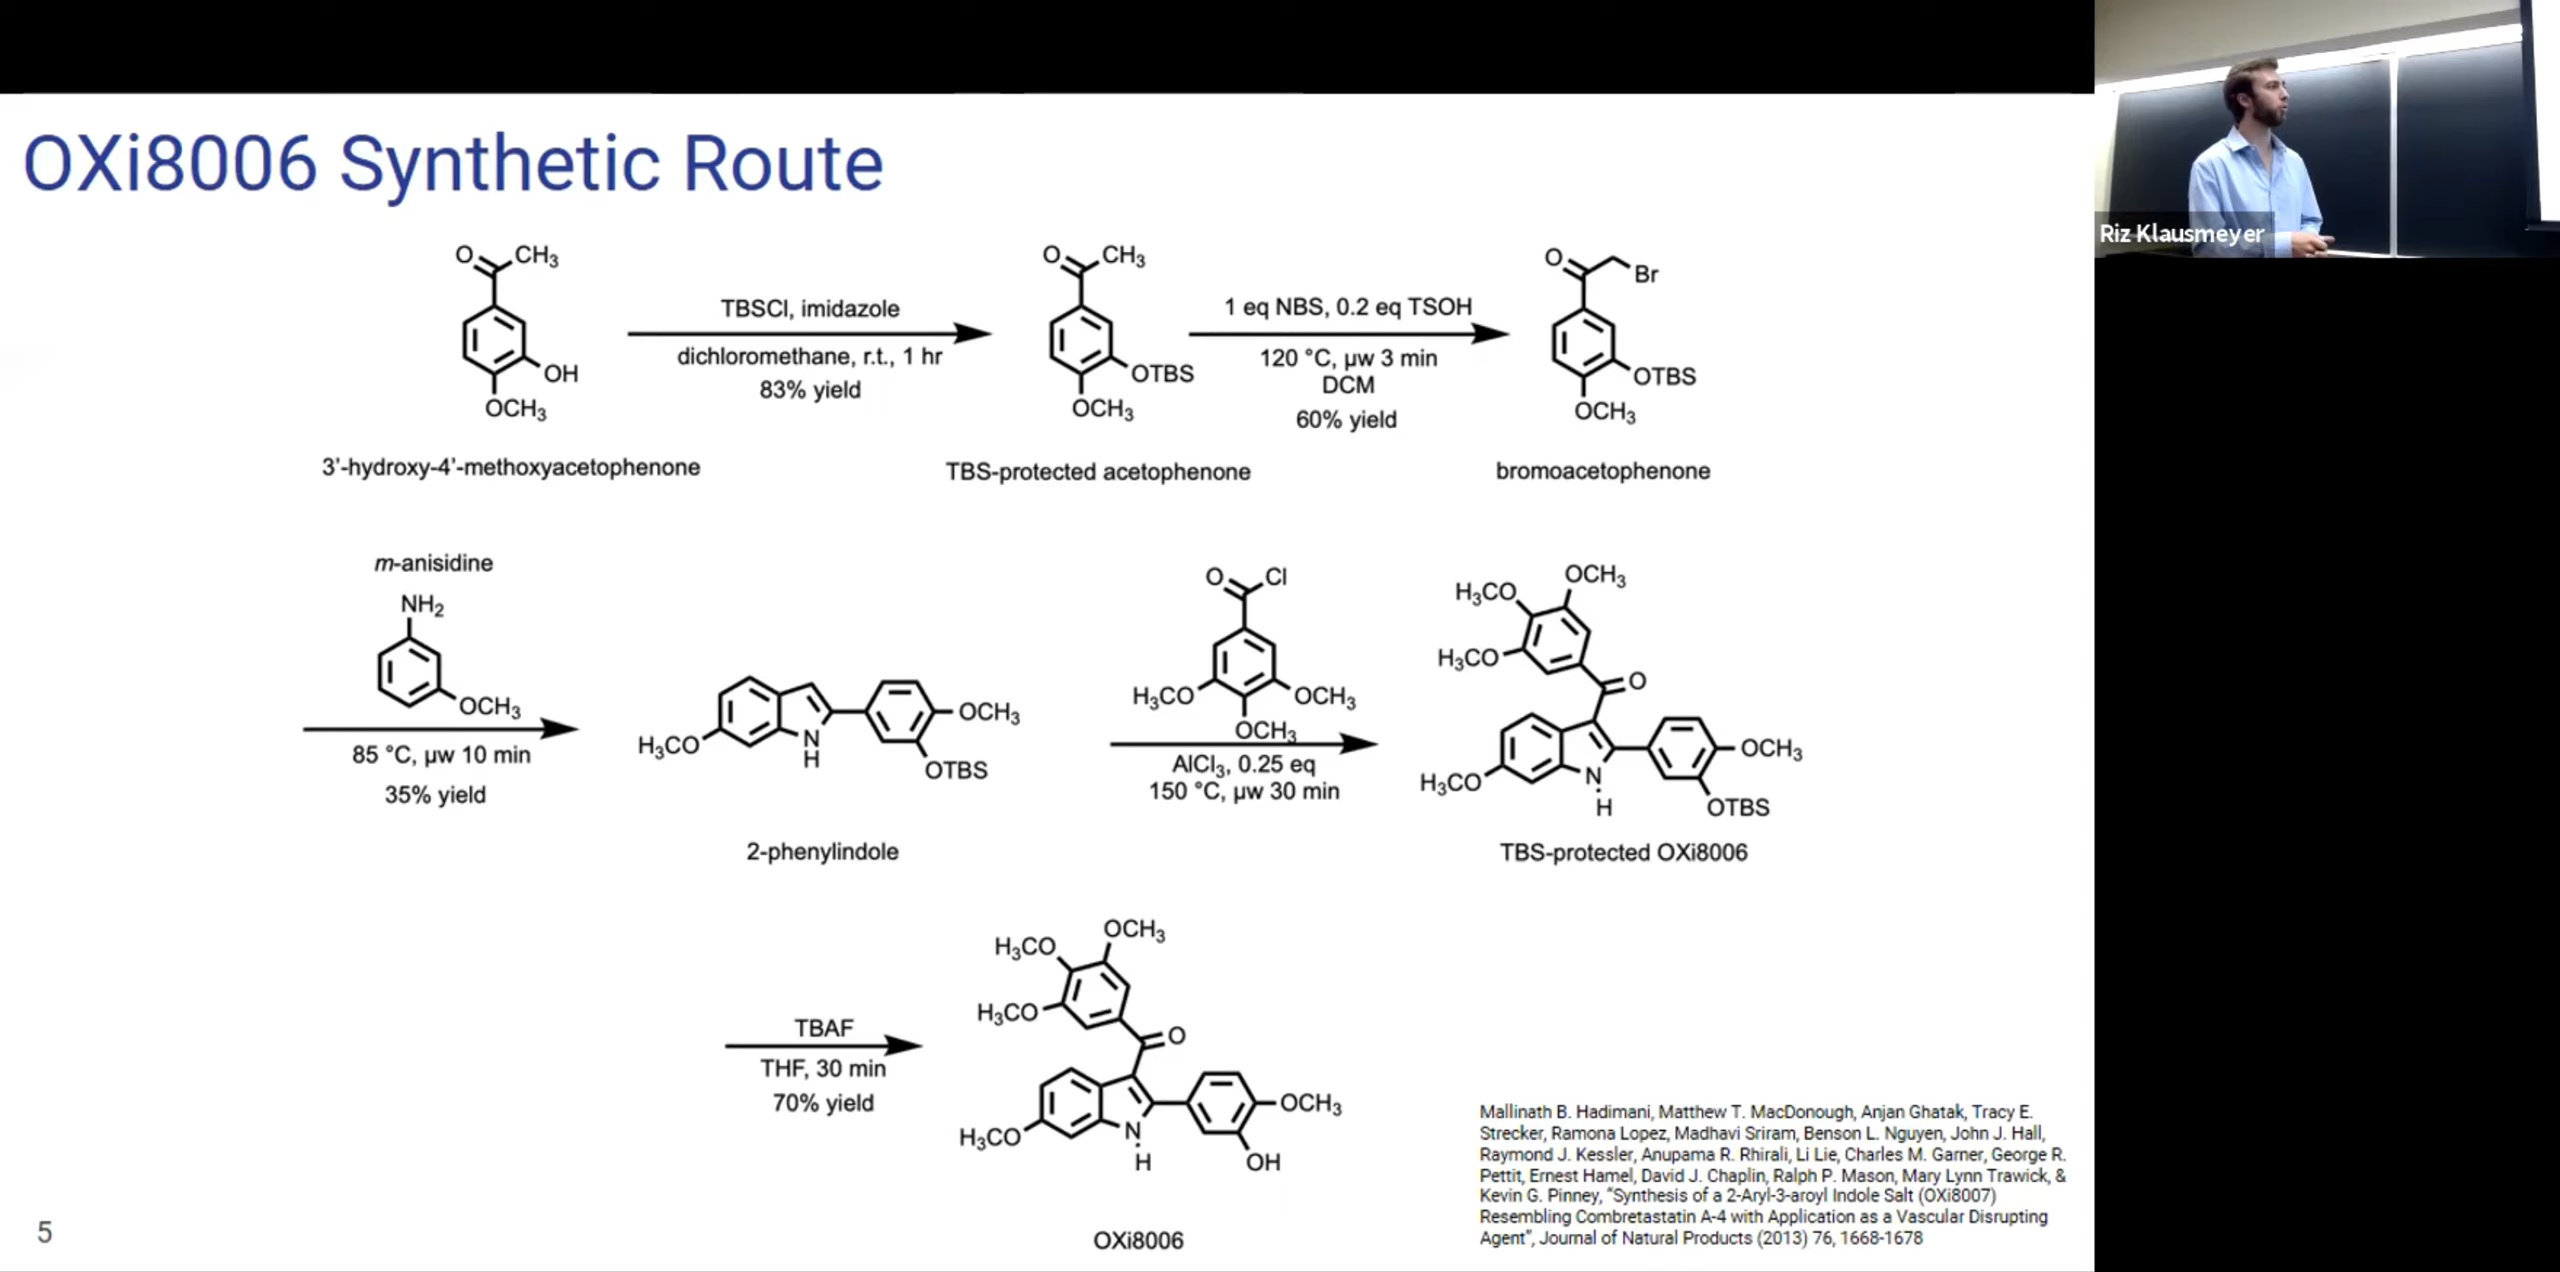 OXi8006 Synthetic Route
Riz Klausmeyer
O
CH3
OH
OCH3
3'-hydroxy-4'-methoxyacetophenone
TBSCl, imidazole
dichloromethane, r.t., 1 hr
83% yield
O
CH3
OTBS
OCH3
TBS-protected acetophenone
1 eq NBS, 0.2 eq TSOH
120 °C, μw 3 min
DCM
60% yield
O
Br
OTBS
OCH3
bromoacetophenone
m-anisidine
NH2
OCH3
85 °C, μw 10 min
35% yield
H3CO
N
H
OCH3
OTBS
2-phenylindole
O
Cl
H3CO
OCH3
OCH3
AlCl3, 0.25 eq
150 °C, μw 30 min
OCH3
H3CO
H3CO
O
OCH3
H3CO
N
H
OTBS
TBS-protected OXi8006
TBAF
THF, 30 min
70% yield
OCH3
H3CO
H3CO
O
OCH3
H3CO
N
H
OH
OXi8006
Mallinath B. Hadimani, Matthew T. MacDonough, Anjan Ghatak, Tracy E.
Strecker, Ramona Lopez, Madhavi Sriram, Benson L. Nguyen, John J. Hall,
Raymond J. Kessler, Anupama R. Rhirali, Li Lie, Charles M. Garner, George R.
Pettit, Ernest Hamel, David J. Chaplin, Ralph P. Mason, Mary Lynn Trawick, &
Kevin G. Pinney, "Synthesis of a 2-Aryl-3-aroyl Indole Salt (OXi8007)
Resembling Combretastatin A-4 with Application as a Vascular Disrupting
Agent", Journal of Natural Products (2013) 76, 1668-1678
5